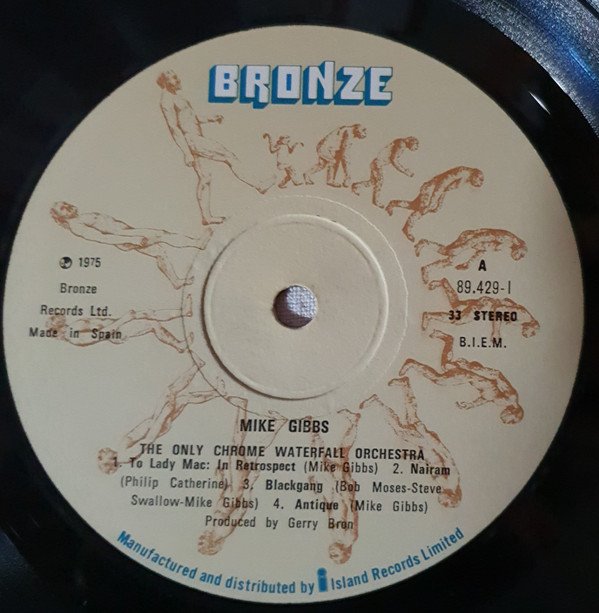 BRONZE
℗ 1975
Bronze
Records Ltd.
Made in Spain
A
89.429-I
33 STEREO
B.I.E.M.
MIKE GIBBS
THE ONLY CHROME WATERFALL ORCHESTRA
1. To Lady Mac: In Retrospect (Mike Gibbs) 2. Nairam
(Philip Catherine) 3. Blackgang (Bob Moses-Steve
Swallow-Mike Gibbs) 4. Antique (Mike Gibbs)
Produced by Gerry Bron
Manufactured and distributed by Island Records Limited